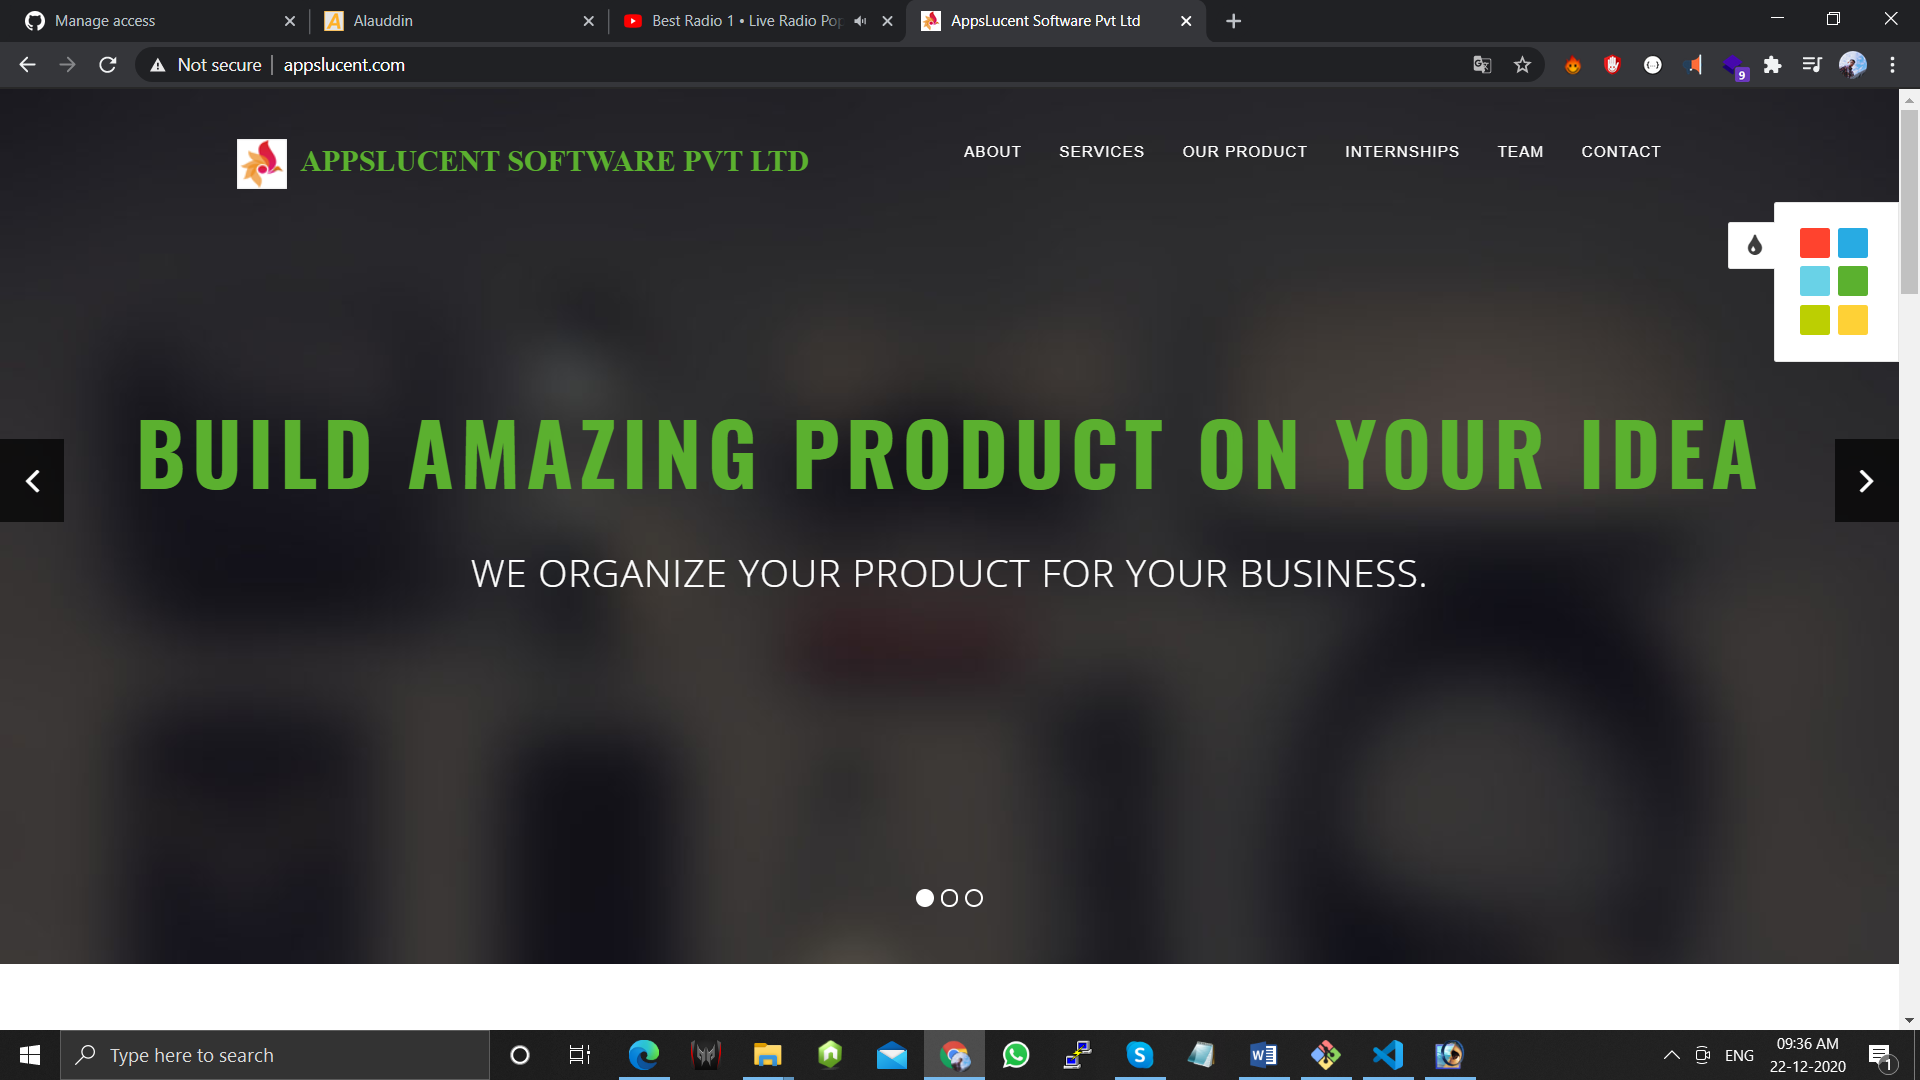 Manage access
Alauddin
Best Radio 1 • Live Radio Pop
AppsLucent Software Pvt Ltd
Not secure
appslucent.com
9
APPSLUCENT SOFTWARE PVT LTD
ABOUT
SERVICES
OUR PRODUCT
INTERNSHIPS
TEAM
CONTACT
BUILD AMAZING PRODUCT ON YOUR IDEA
WE ORGANIZE YOUR PRODUCT FOR YOUR BUSINESS.
Type here to search
ENG
09:36 AM
22-12-2020
1